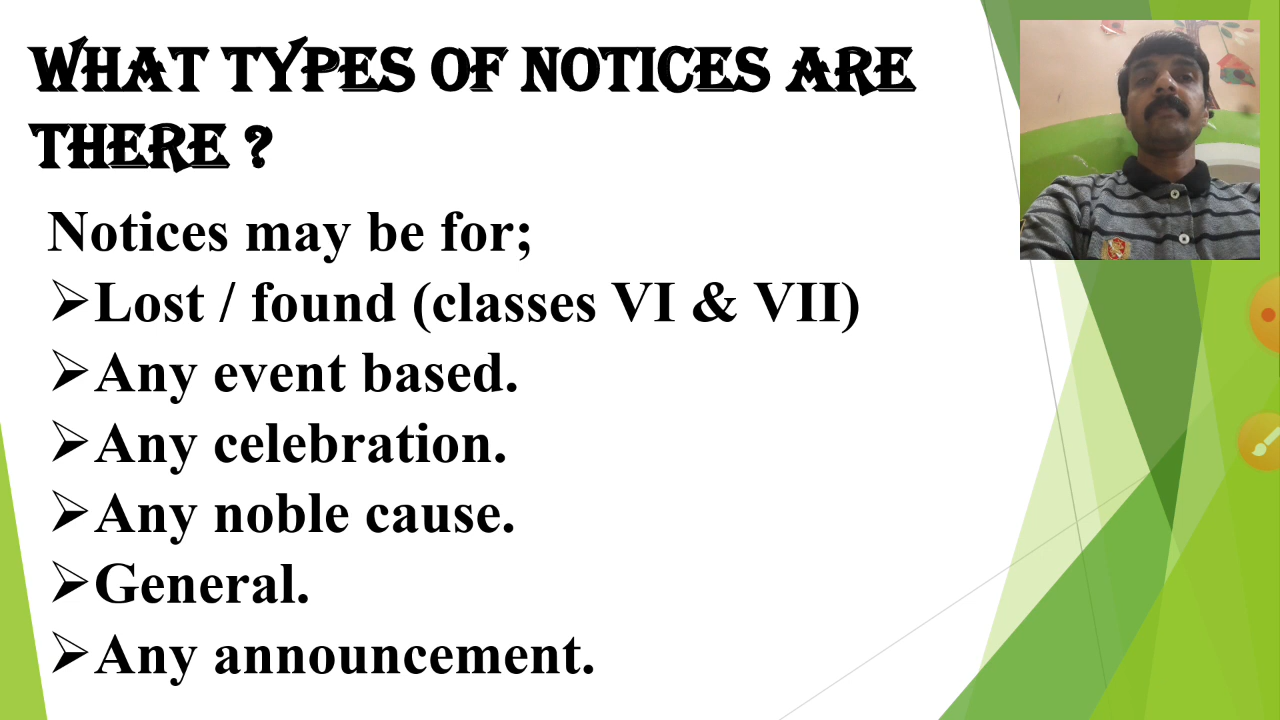 WHAT TYPES OF NOTICES ARE
THERE ?
Notices may be for;
➢Lost / found (classes VI & VII)
➢Any event based.
➢Any celebration.
➢Any noble cause.
➢General.
➢Any announcement.